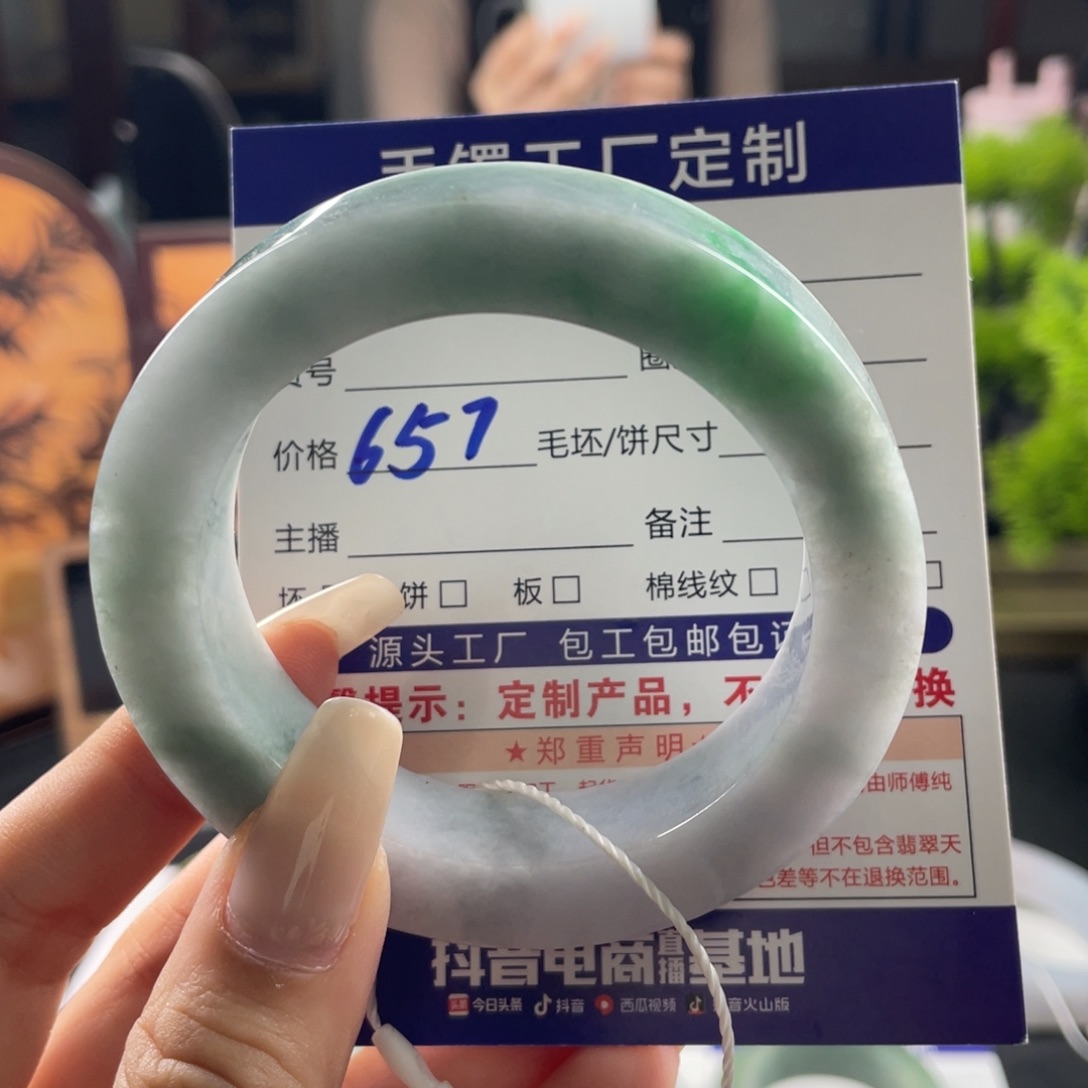 工厂定制
号
价格 657 毛坯/饼尺寸
主播 备注
饼 板 棉线纹
源头工厂 包工包邮包
提示：定制产品， 不 换
★郑重声明
由师傅纯
但不包含翡翠天
色差等不在退换范围。
抖音电商直播基地
今日头条 抖音 西瓜视频 音火山版